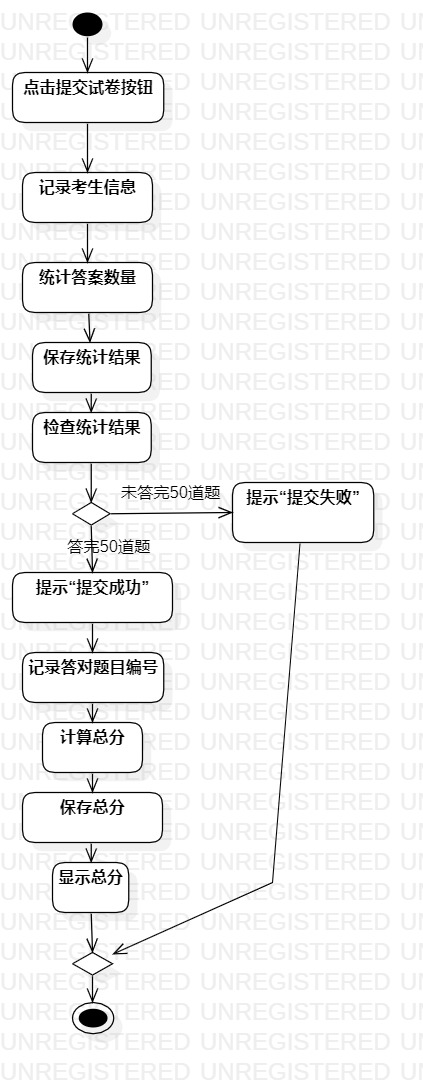 点击提交试卷按钮
记录考生信息
统计答案数量
保存统计结果
检查统计结果
未答完50道题
提示“提交失败”
答完50道题
提示“提交成功”
记录答对题目编号
计算总分
保存总分
显示总分
UNREGISTERED